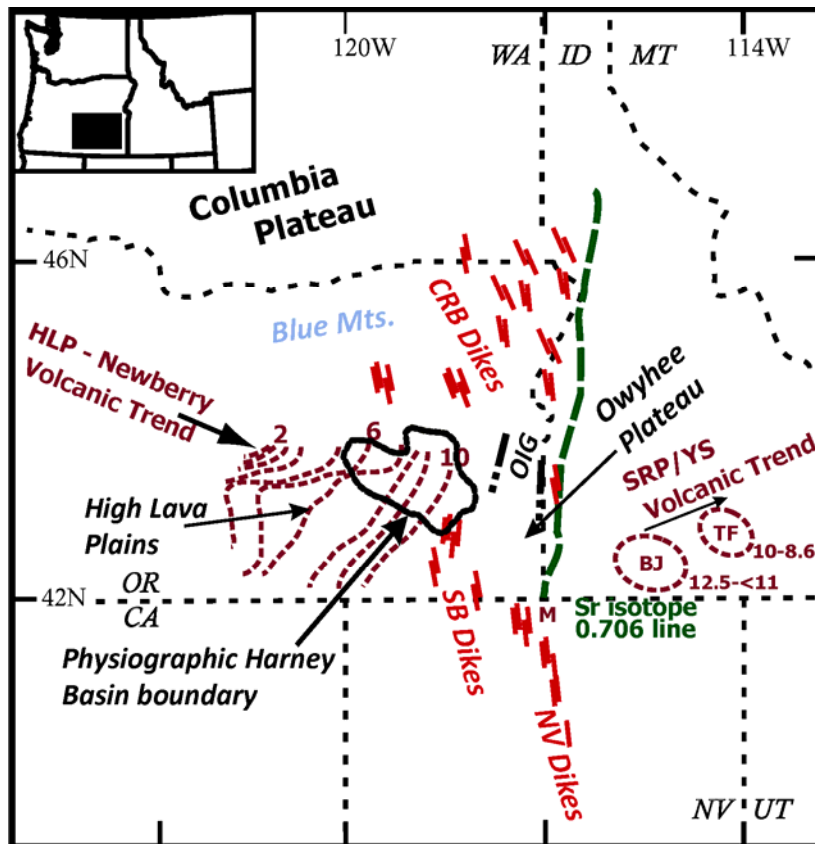 120W
114W
WA
ID
MT
Columbia
Plateau
46N
Blue Mts.
CRB Dikes
HLP - Newberry
Volcanic Trend
2
6
10
OIG
Owyhee
Plateau
SRP/YS
Volcanic Trend
High Lava
Plains
BJ
TF
10-8.6
12.5-<11
OR
42N
CA
M
Sr isotope
0.706 line
SB Dikes
Physiographic Harney
Basin boundary
NV Dikes
NV
UT